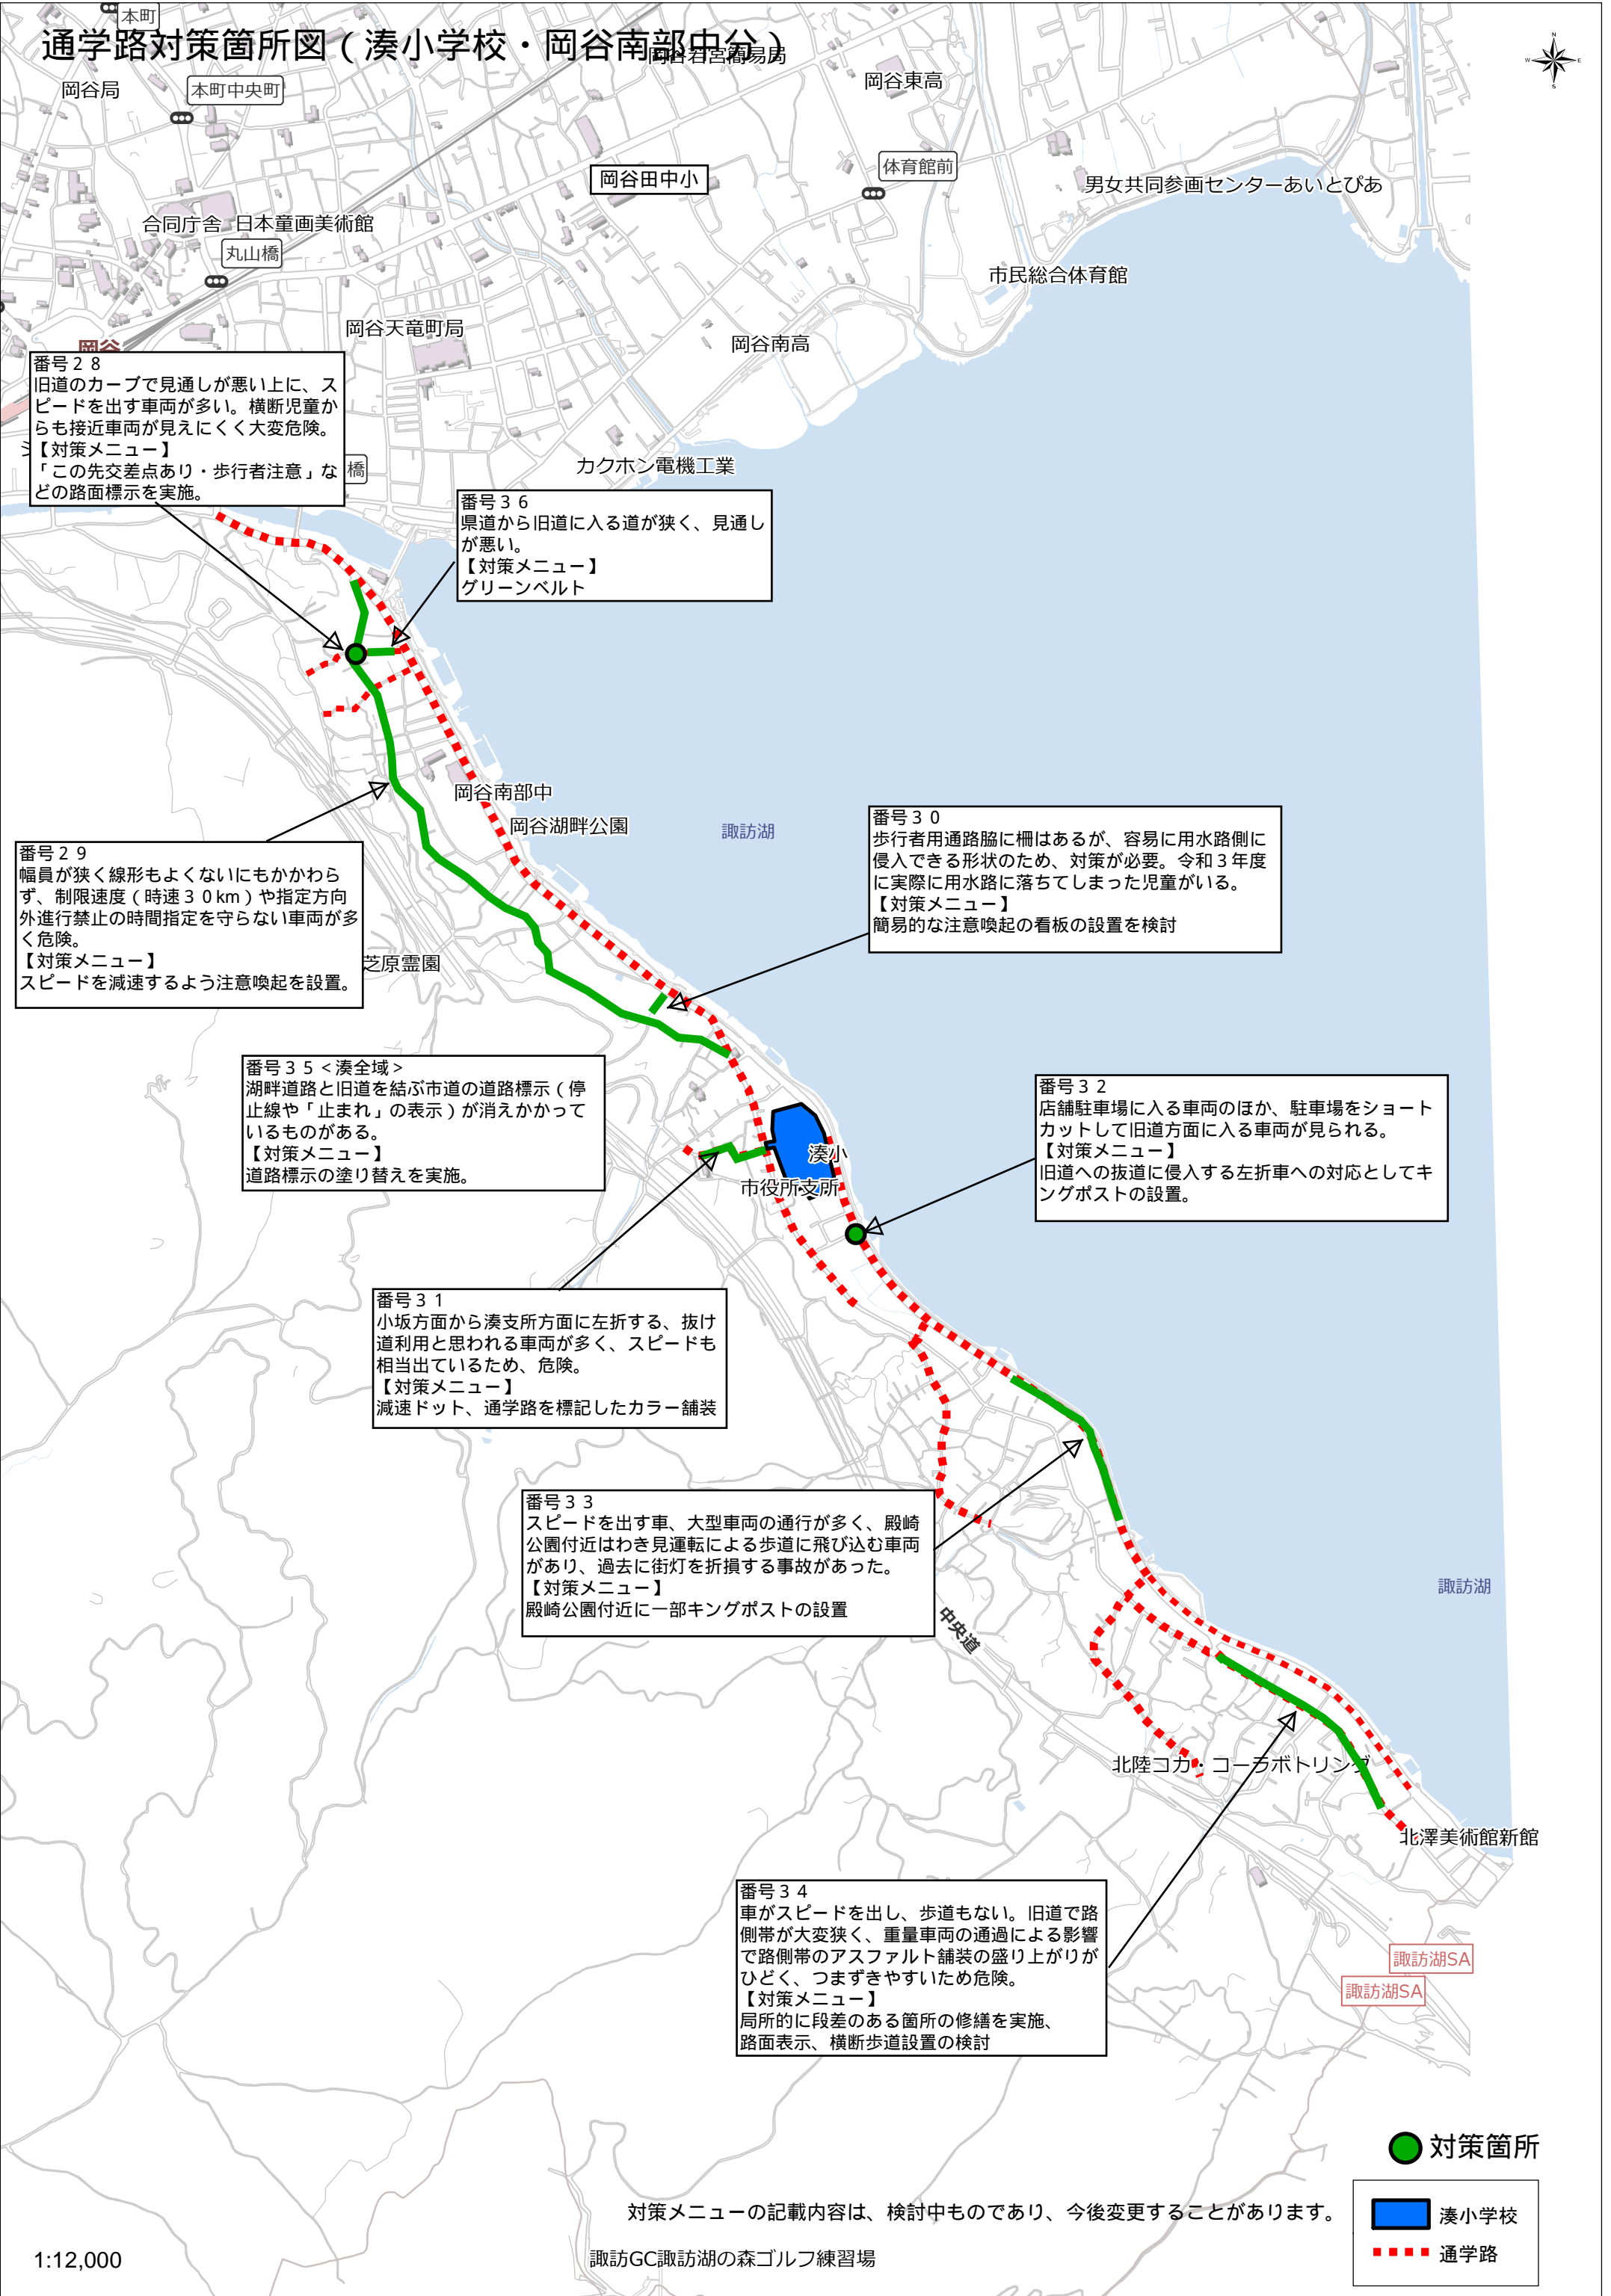 本町
通学路対策箇所図（湊小学校・岡谷南部中分）
岡谷若宮簡易局
岡谷局
本町中央町
岡谷東高
体育館前
岡谷田中小
男女共同参画センターあいとぴあ
合同庁舎
日本童画美術館
丸山橋
市民総合体育館
岡谷天竜町局
岡谷南高
岡谷
番号２８
旧道のカーブで見通しが悪い上に、ス
ピードを出す車両が多い。横断児童か
らも接近車両が見えにくく大変危険。
【対策メニュー】
「この先交差点あり・歩行者注意」な
どの路面標示を実施。
橋
カクホン電機工業
番号３６
県道から旧道に入る道が狭く、見通し
が悪い。
【対策メニュー】
グリーンベルト
岡谷南部中
岡谷湖畔公園
諏訪湖
番号３０
歩行者用通路脇に柵はあるが、容易に用水路側に
侵入できる形状のため、対策が必要。令和３年度
に実際に用水路に落ちてしまった児童がいる。
【対策メニュー】
簡易的な注意喚起の看板の設置を検討
番号２９
幅員が狭く線形もよくないにもかかわら
ず、制限速度（時速３０km）や指定方向
外進行禁止の時間指定を守らない車両が多
く危険。
【対策メニュー】
スピードを減速するよう注意喚起を設置。
芝原霊園
番号３５＜湊全域＞
湖畔道路と旧道を結ぶ市道の道路標示（停
止線や「止まれ」の表示）が消えかかって
いるものがある。
【対策メニュー】
道路標示の塗り替えを実施。
番号３２
店舗駐車場に入る車両のほか、駐車場をショート
カットして旧道方面に入る車両が見られる。
【対策メニュー】
旧道への抜道に侵入する左折車への対応としてキ
ングポストの設置。
湊小
市役所支所
番号３１
小坂方面から湊支所方面に左折する、抜け
道利用と思われる車両が多く、スピードも
相当出ているため、危険。
【対策メニュー】
減速ドット、通学路を標記したカラー舗装
番号３３
スピードを出す車、大型車両の通行が多く、殿崎
公園付近はわき見運転による歩道に飛び込む車両
があり、過去に街灯を折損する事故があった。
【対策メニュー】
殿崎公園付近に一部キングポストの設置
諏訪湖
中央道
北陸コカ・コーラボトリング
北澤美術館新館
番号３４
車がスピードを出し、歩道もない。旧道で路
側帯が大変狭く、重量車両の通過による影響
で路側帯のアスファルト舗装の盛り上がりが
ひどく、つまずきやすいため危険。
【対策メニュー】
局所的に段差のある箇所の修繕を実施、
路面表示、横断歩道設置の検討
諏訪湖SA
諏訪湖SA
対策箇所
対策メニューの記載内容は、検討中ものであり、今後変更することがあります。
湊小学校
通学路
1:12,000
諏訪GC諏訪湖の森ゴルフ練習場